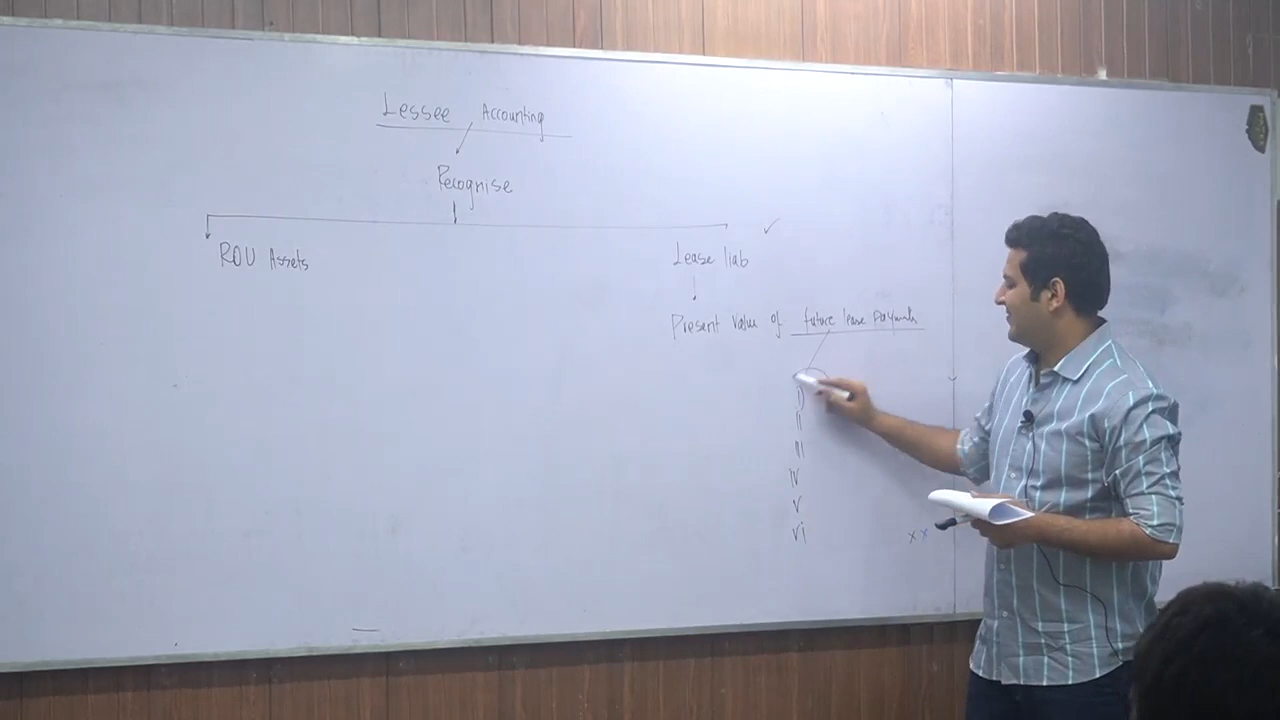 Lessee Accounting
Recognise
ROU Assets
Lease liab
Present value of future lease payments
i)
ii
iii
iv
v
vi
x x